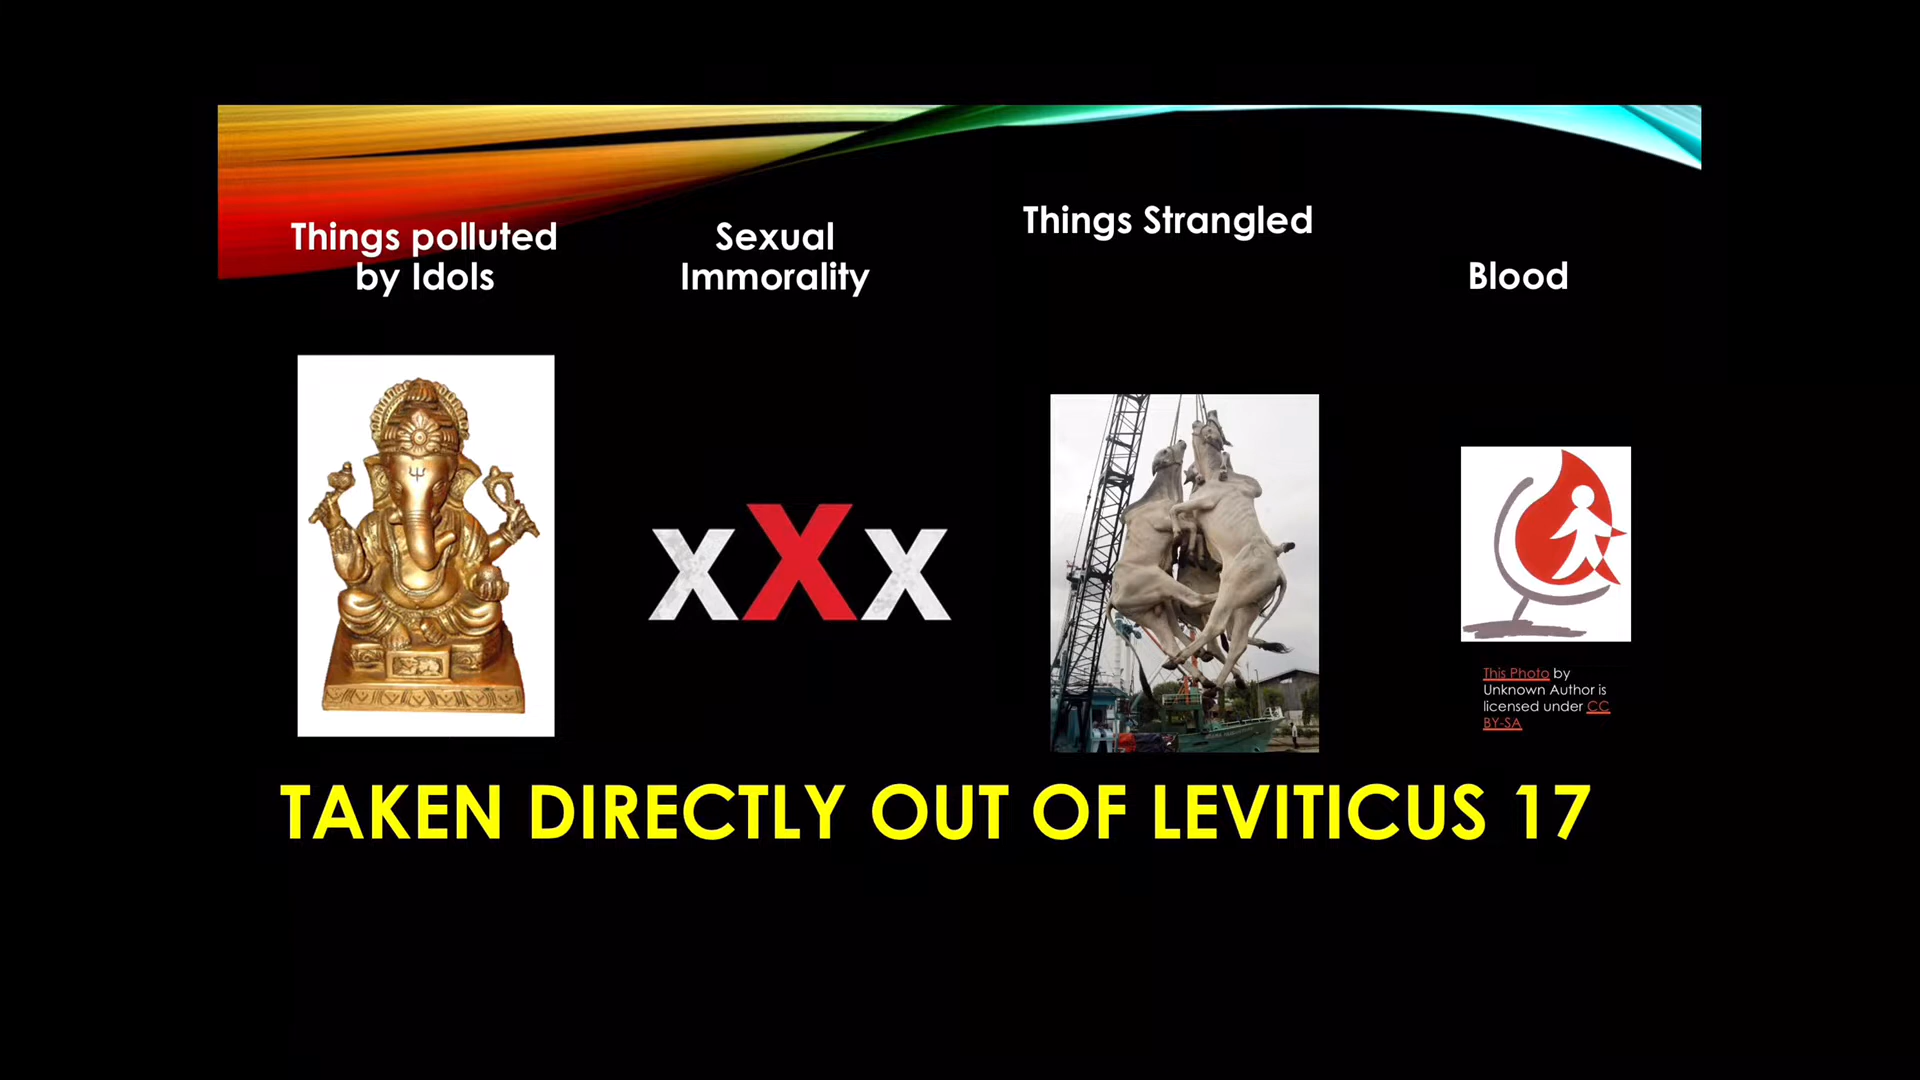 Things polluted
by Idols
Sexual
Immorality
Things Strangled
Blood
xXx
This Photo by
Unknown Author is
licensed under CC
BY-SA
TAKEN DIRECTLY OUT OF LEVITICUS 17